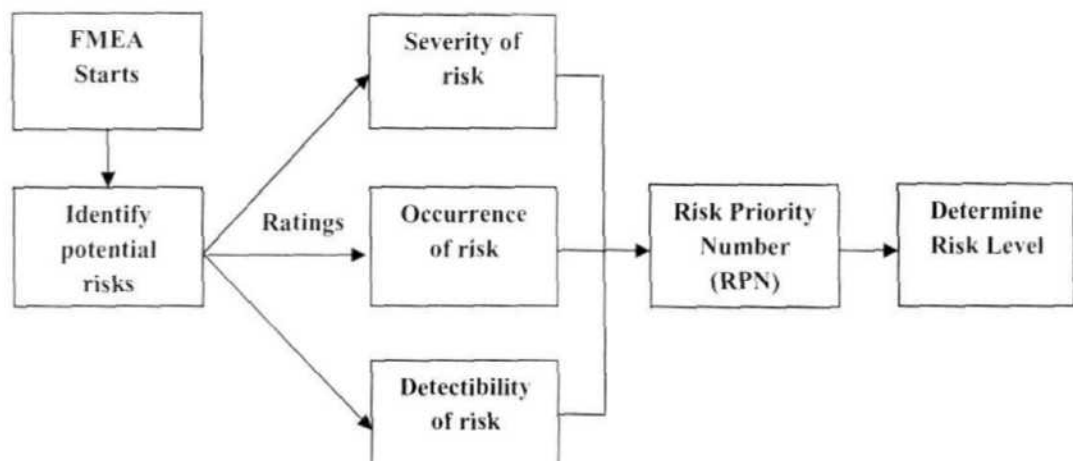 FMEA
Starts
Identify
potential
risks
Ratings
Severity of
risk
Occurrence
of risk
Detectibility
of risk
Risk Priority
Number
(RPN)
Determine
Risk Level